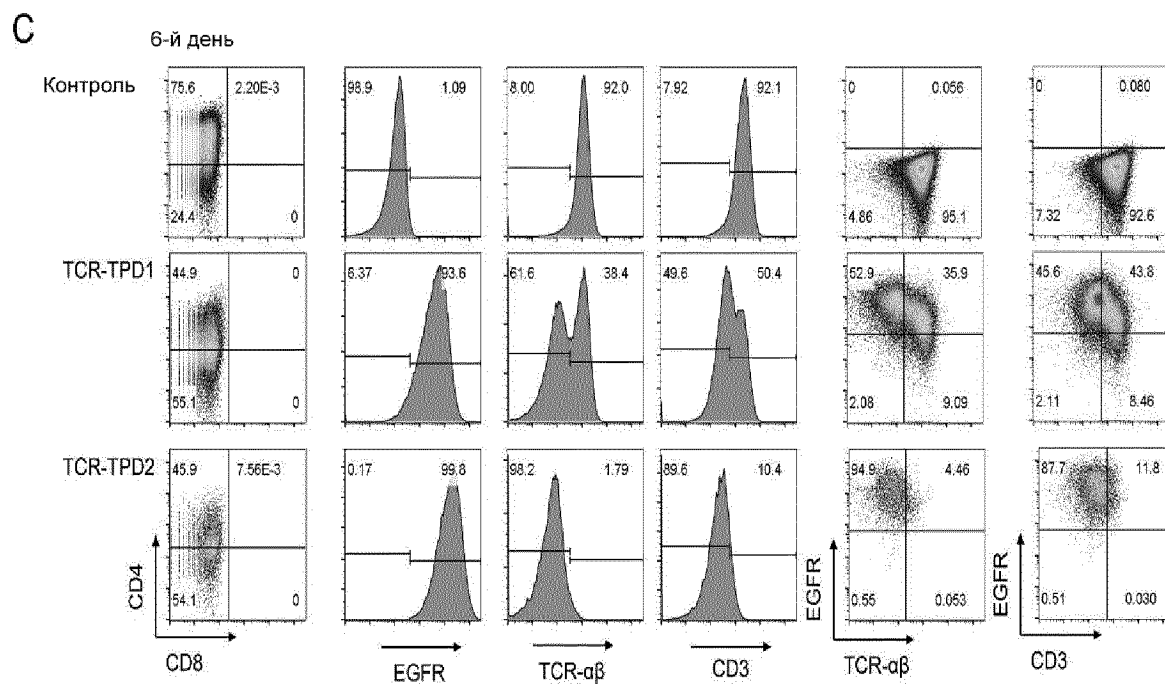 C
6-й день
Контроль
75.6 2.20E-3
24.4 0
98.9 1.09
8.00 92.0
7.92 92.1
0 0.056
4.86 95.1
0 0.080
7.32 92.6
TCR-TPD1
44.9 0
55.1 0
6.37 93.6
61.6 38.4
49.6 50.4
52.9 35.9
2.08 9.09
45.6 43.8
2.11 8.46
TCR-TPD2
45.9 7.56E-3
54.1 0
0.17 99.8
98.2 1.79
89.6 10.4
94.9 4.46
0.55 0.053
87.7 11.8
0.51 0.030
CD4
CD8
EGFR
TCR-αβ
CD3
EGFR
TCR-αβ
EGFR
CD3